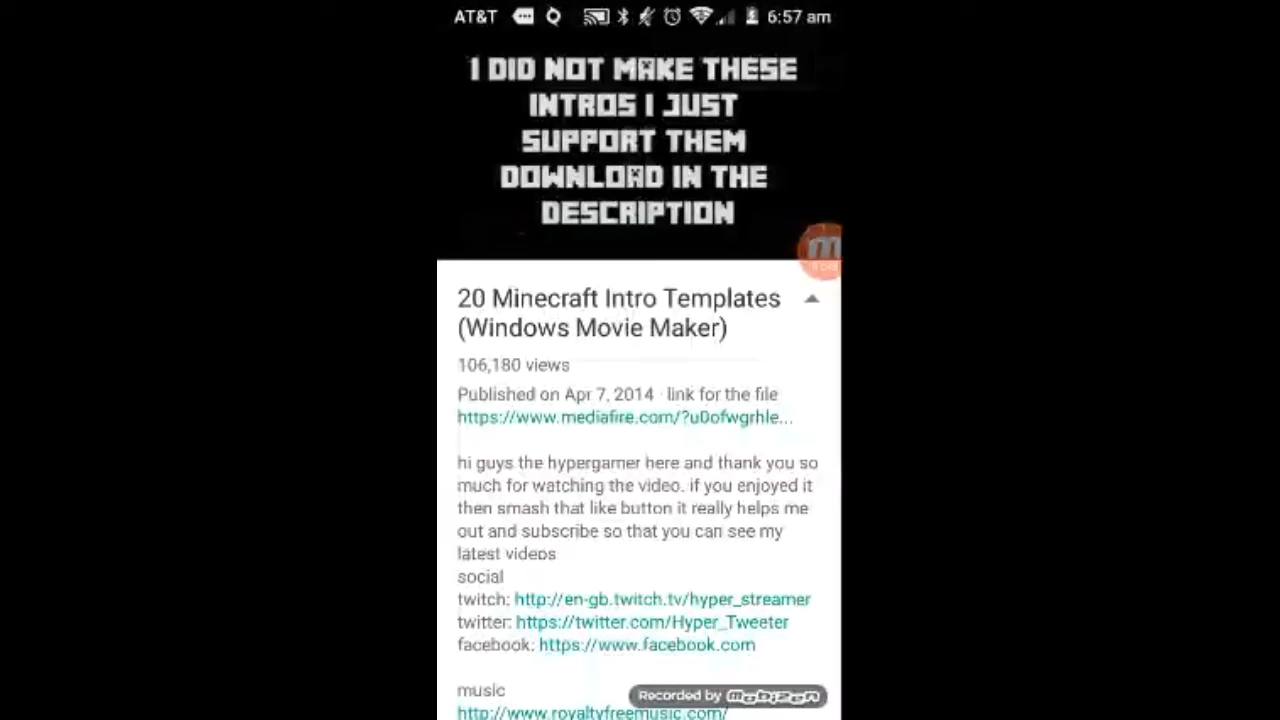 AT&T 6:57 am
I DID NOT MAKE THESE
INTROS I JUST
SUPPORT THEM
DOWNLOAD IN THE
DESCRIPTION
20 Minecraft Intro Templates
(Windows Movie Maker)
106,180 views
Published on Apr 7, 2014 · link for the file
https://www.mediafire.com/?u0ofwgrhle...
hi guys the hypergamer here and thank you so
much for watching the video. if you enjoyed it
then smash that like button it really helps me
out and subscribe so that you can see my
latest videos
social
twitch: http://en-gb.twitch.tv/hyper_streamer
twitter: https://twitter.com/Hyper_Tweeter
facebook: https://www.facebook.com
music
Recorded by mobizen
http://www.royaltyfreemusic.com/